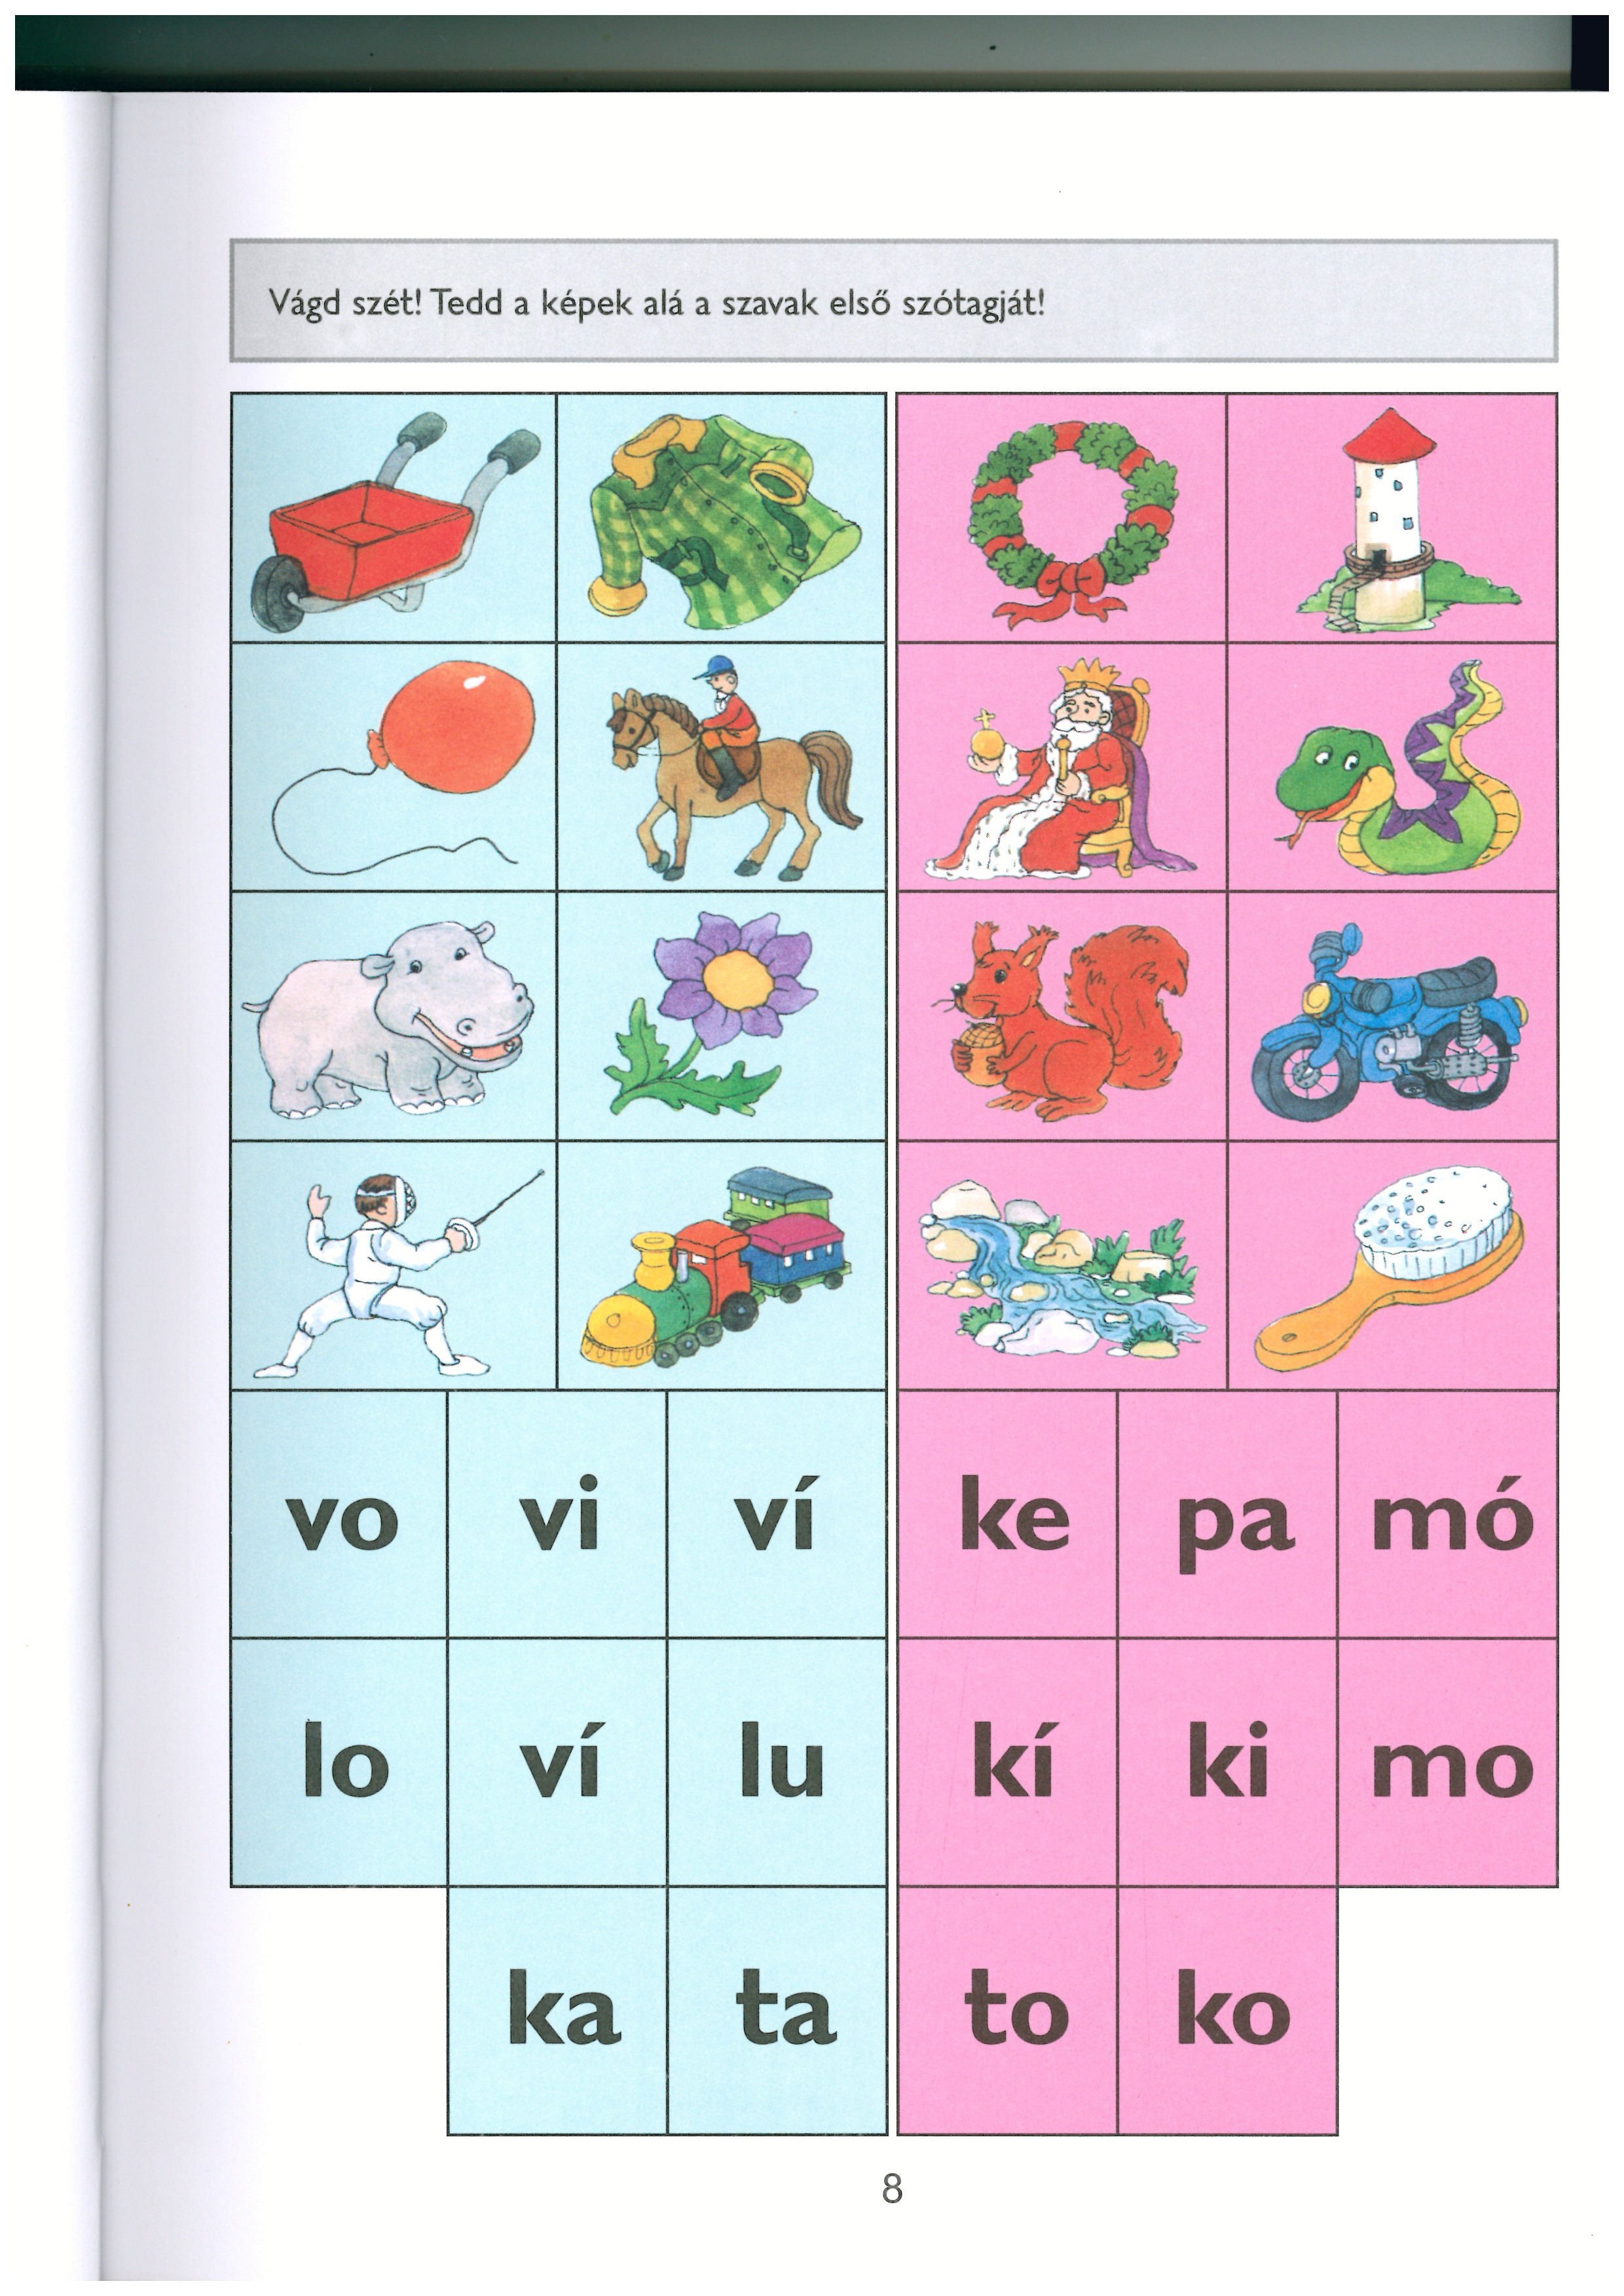 Vágd szét! Tedd a képek alá a szavak első szótagját!
vo vi ví ke pa mó
lo ví lu kí ki mo
ka ta to ko
8